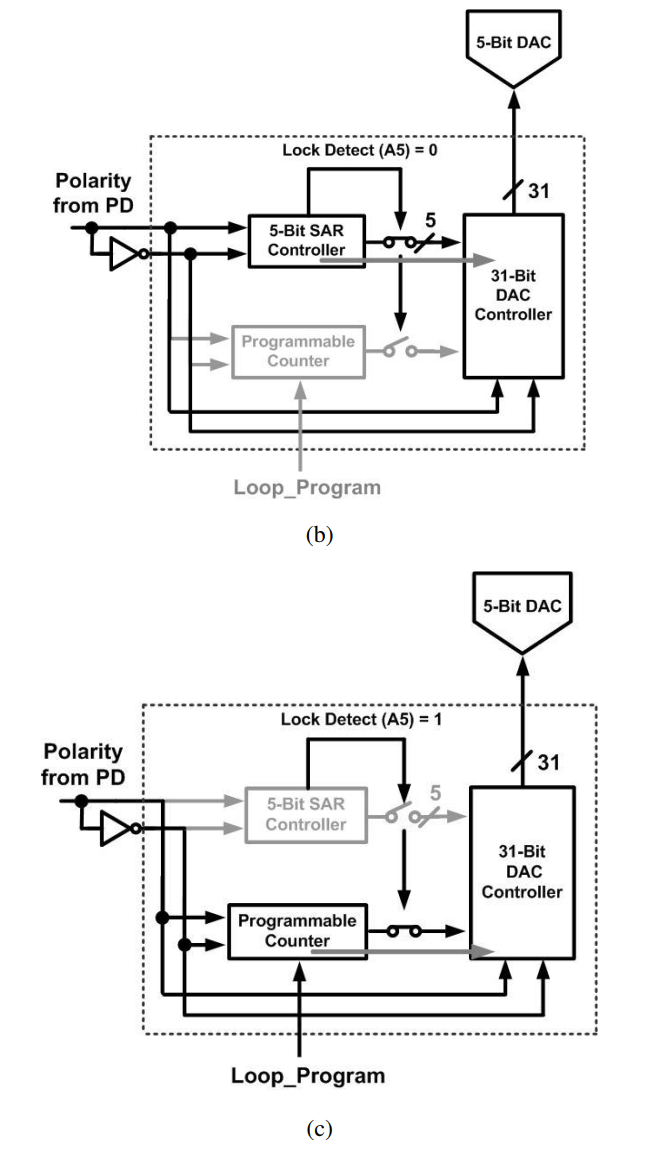 5-Bit DAC
Lock Detect (A5) = 0
Polarity
from PD
31
5
5-Bit SAR
Controller
31-Bit
DAC
Controller
Programmable
Counter
Loop_Program
(b)
5-Bit DAC
Lock Detect (A5) = 1
Polarity
from PD
31
5
5-Bit SAR
Controller
31-Bit
DAC
Controller
Programmable
Counter
Loop_Program
(c)